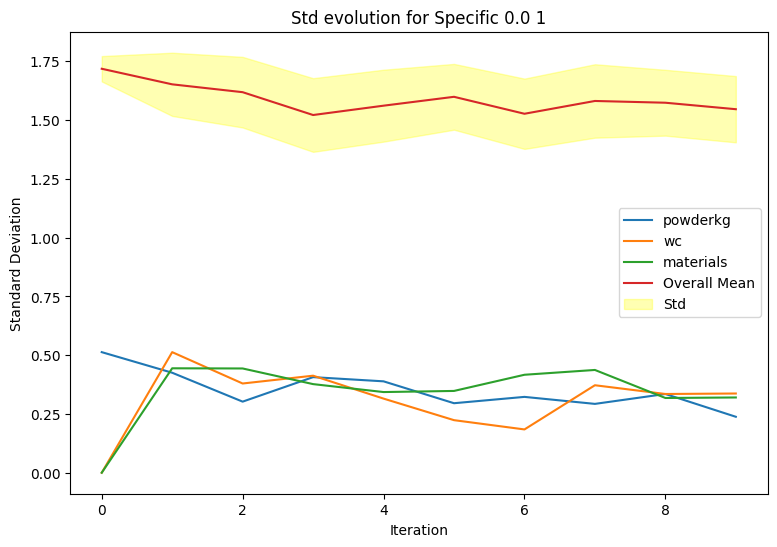 Std evolution for Specific 0.0 1
Standard Deviation
1.75
1.50
1.25
1.00
0.75
0.50
0.25
0.00
powderkg
wc
materials
Overall Mean
Std
0 2 4 6 8
Iteration